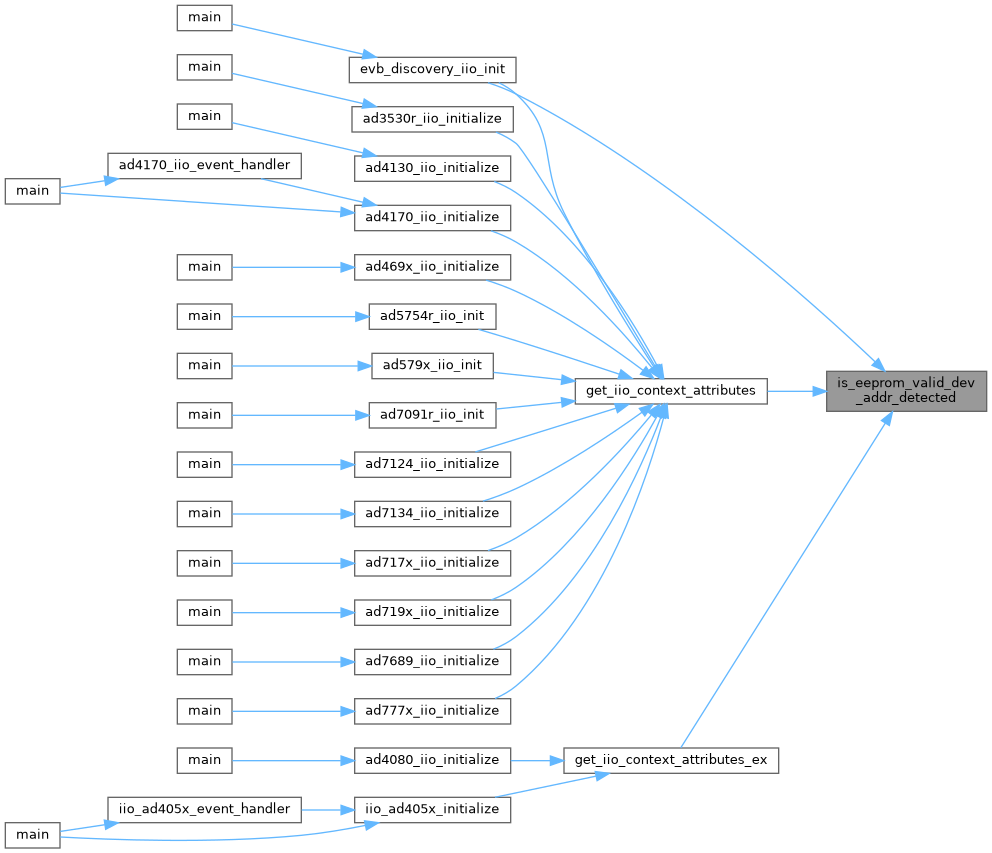 main
evb_discovery_iio_init
main
ad3530r_iio_initialize
main
ad4130_iio_initialize
ad4170_iio_event_handler
main
ad4170_iio_initialize
main
ad469x_iio_initialize
main
ad5754r_iio_init
main
ad579x_iio_init
get_iio_context_attributes
is_eeprom_valid_dev
_addr_detected
main
ad7091r_iio_init
main
ad7124_iio_initialize
main
ad7134_iio_initialize
main
ad717x_iio_initialize
main
ad719x_iio_initialize
main
ad7689_iio_initialize
main
ad777x_iio_initialize
main
ad4080_iio_initialize
get_iio_context_attributes_ex
iio_ad405x_event_handler
iio_ad405x_initialize
main